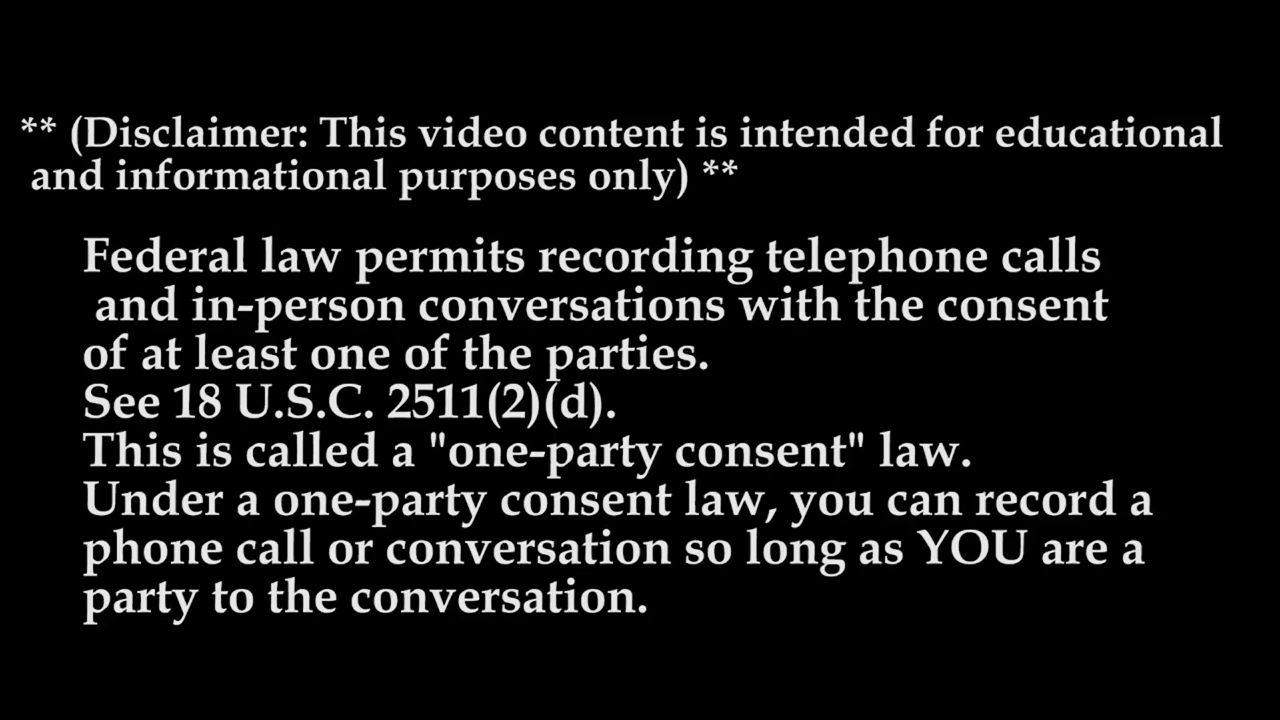 ** (Disclaimer: This video content is intended for educational
and informational purposes only) **
Federal law permits recording telephone calls
and in-person conversations with the consent
of at least one of the parties.
See 18 U.S.C. 2511(2)(d).
This is called a "one-party consent" law.
Under a one-party consent law, you can record a
phone call or conversation so long as YOU are a
party to the conversation.